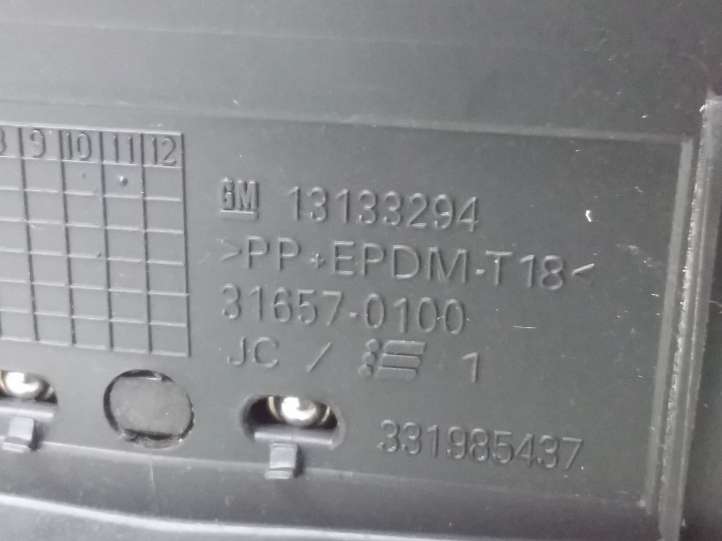 8 9 10 11 12
GM 13133294
>PP+EPDM-T18<
31657-0100
JC / 1
331985437